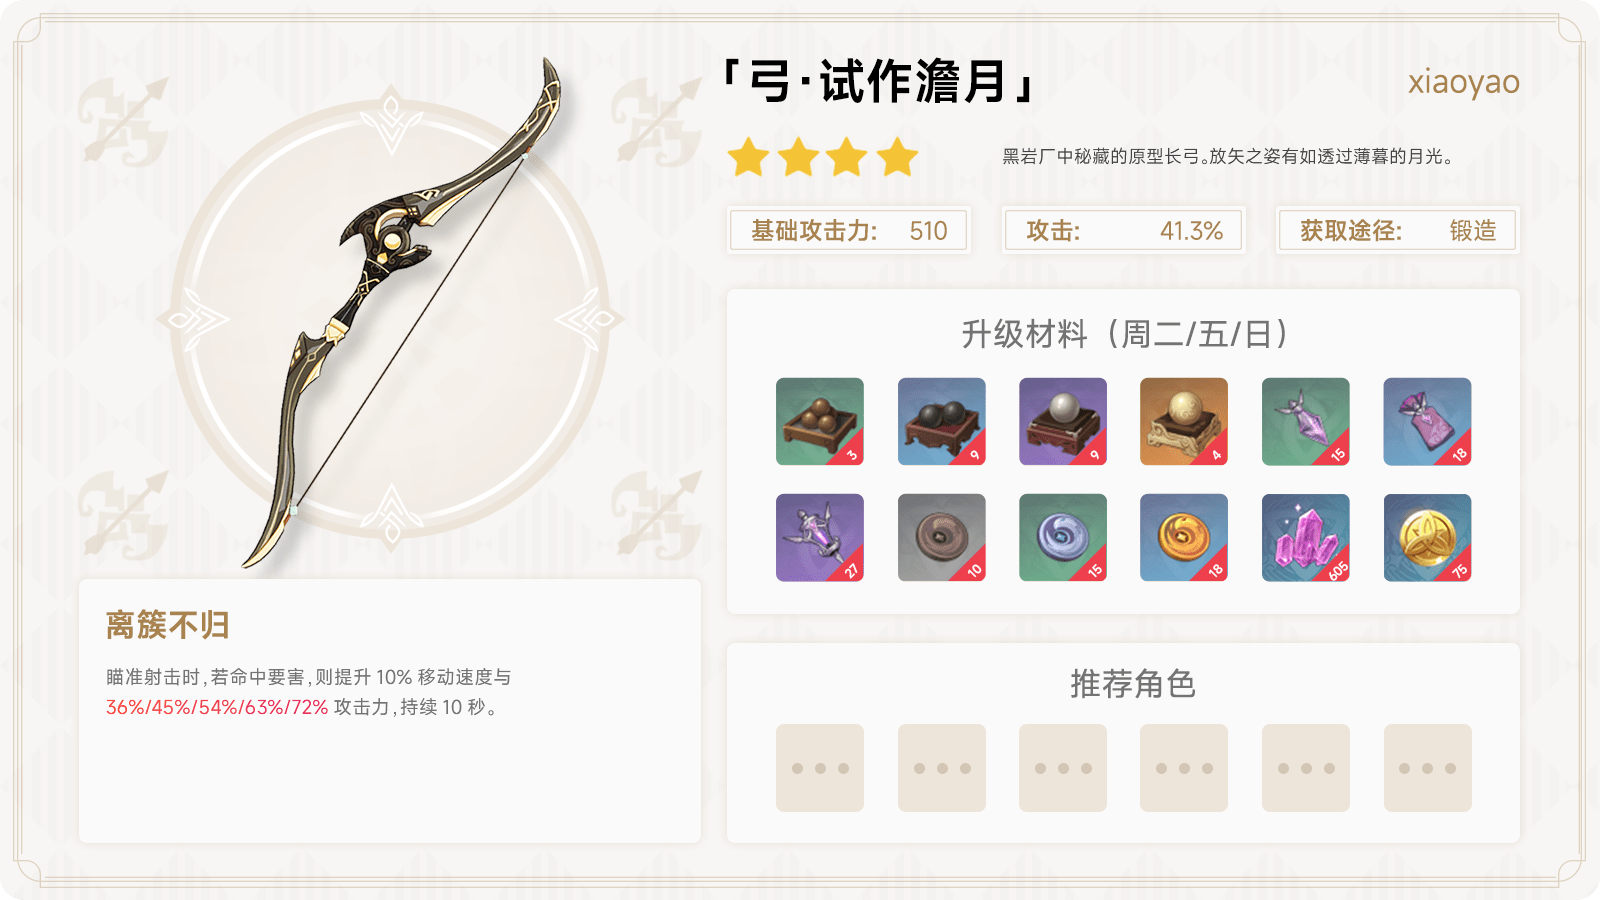 「弓·试作澹月」
xiaoyao
黑岩厂中秘藏的原型长弓。放矢之姿有如透过薄暮的月光。
基础攻击力: 510
攻击: 41.3%
获取途径: 锻造
升级材料（周二/五/日）
3 9 9 4 15 18
27 10 15 18 605 75
离簇不归
瞄准射击时,若命中要害,则提升 10% 移动速度与
36%/45%/54%/63%/72% 攻击力,持续 10 秒。
推荐角色